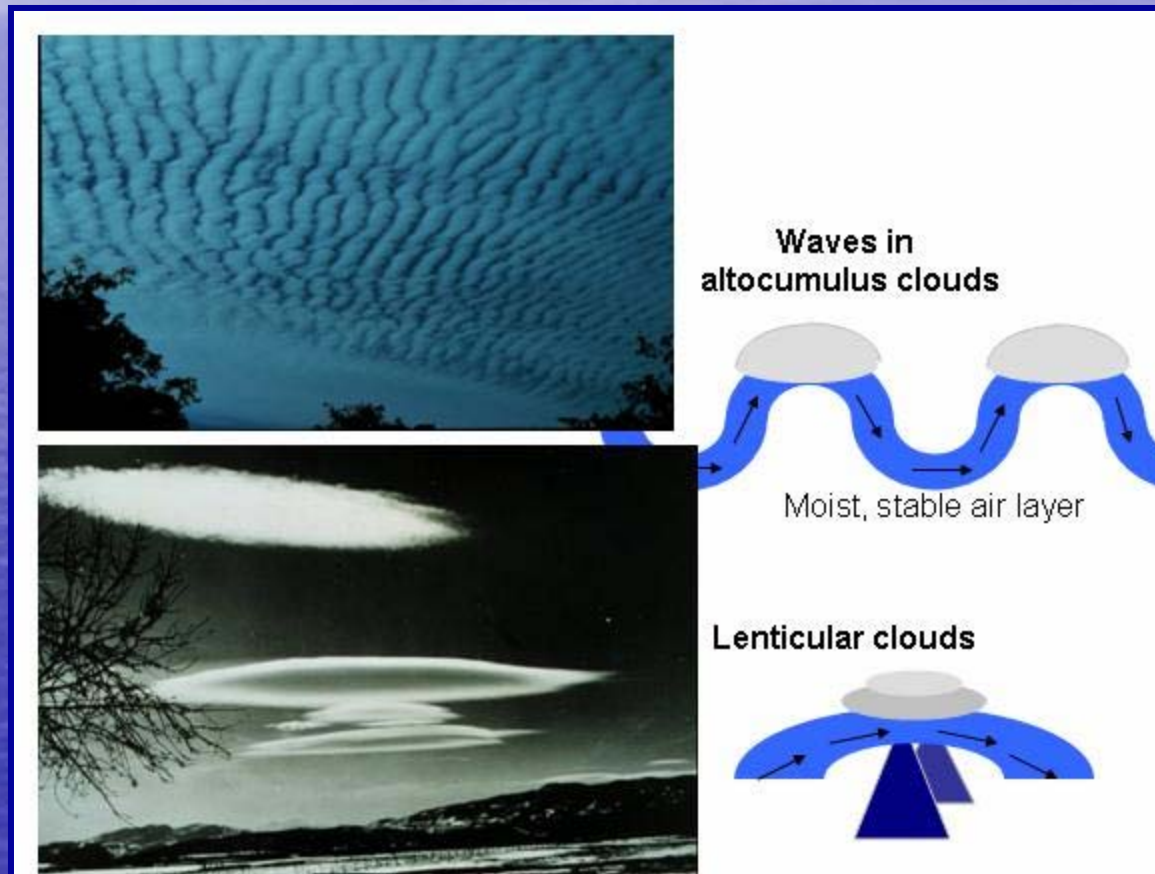 Waves in
altocumulus clouds
Moist, stable air layer
Lenticular clouds